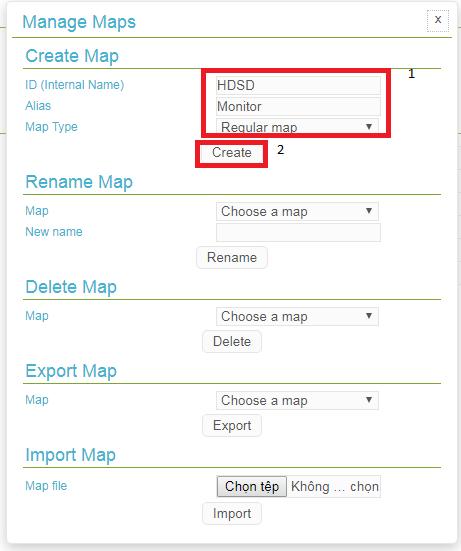 Manage Maps x
Create Map
ID (Internal Name) HDSD 1
Alias Monitor
Map Type Regular map
Create 2
Rename Map
Map Choose a map
New name
Rename
Delete Map
Map Choose a map
Delete
Export Map
Map Choose a map
Export
Import Map
Map file Chọn tệp Không ... chọn
Import